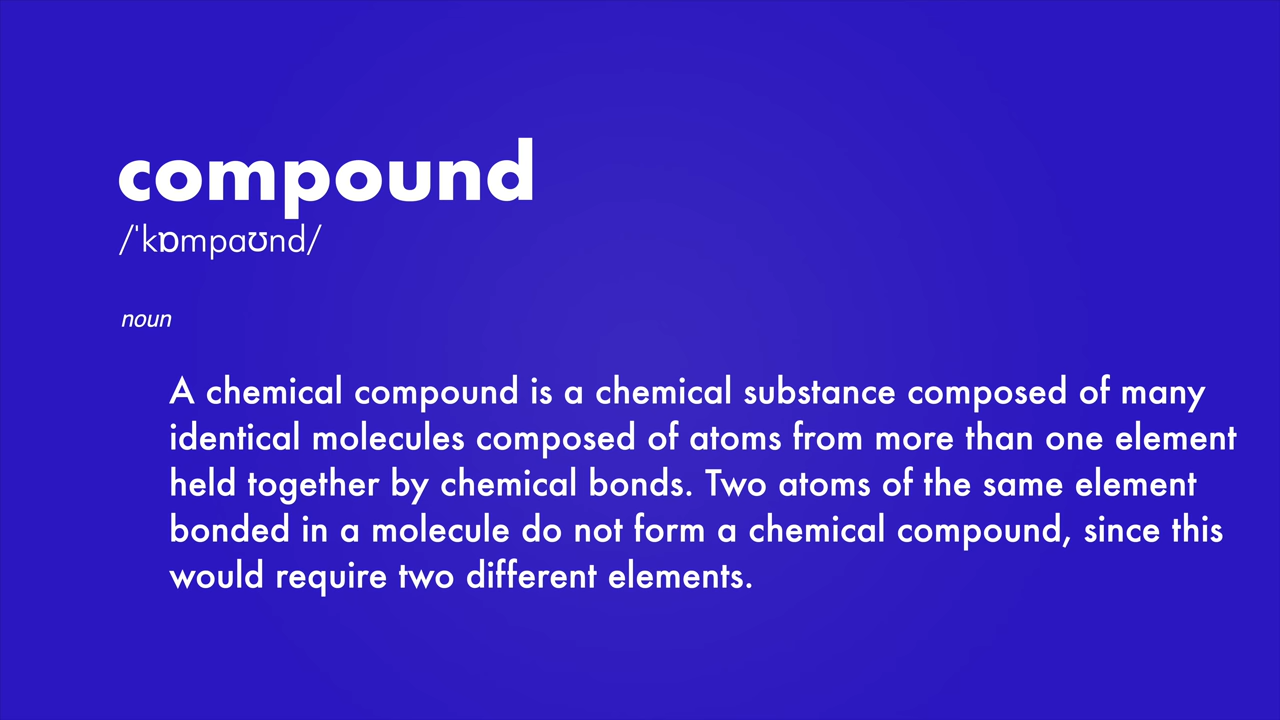 compound
/ˈkɒmpaʊnd/
noun
A chemical compound is a chemical substance composed of many
identical molecules composed of atoms from more than one element
held together by chemical bonds. Two atoms of the same element
bonded in a molecule do not form a chemical compound, since this
would require two different elements.